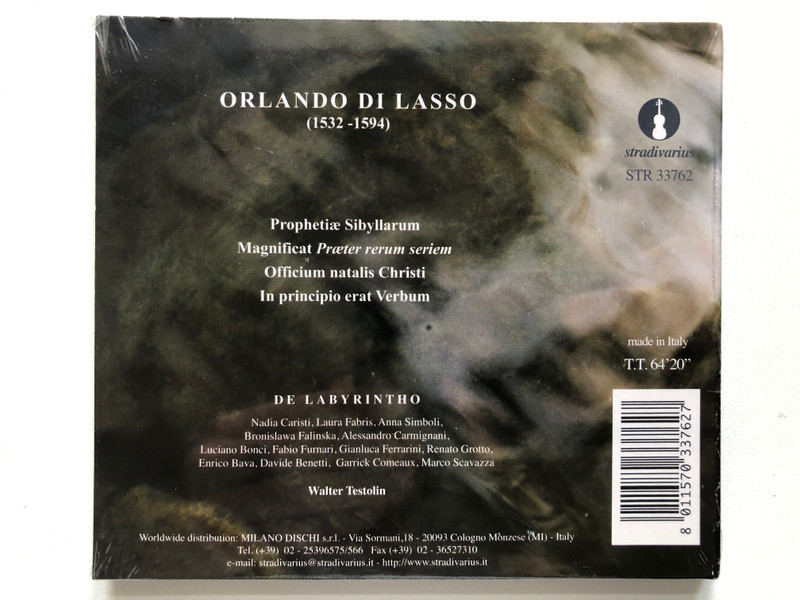 ORLANDO DI LASSO
(1532 -1594)
stradivarius
STR 33762
Prophetiæ Sibyllarum
Magnificat Præter rerum seriem
Officium natalis Christi
In principio erat Verbum
made in Italy
T.T. 64'20”
DE LABYRINTHO
Nadia Caristi, Laura Fabris, Anna Simboli,
Bronislawa Falinska, Alessandro Carmignani,
Luciano Bonci, Fabio Furnari, Gianluca Ferrarini, Renato Grotto,
Enrico Bava, Davide Benetti, Garrick Comeaux, Marco Scavazza
Walter Testolin
8 011570 337627
Worldwide distribution: MILANO DISCHI s.r.l. - Via Sormani,18 - 20093 Cologno Mònzese (MI) - Italy
Tel. (+39) 02 - 25396575/566 Fax (+39) 02 - 36527310
e-mail: stradivarius@stradivarius.it - http://www.stradivarius.it